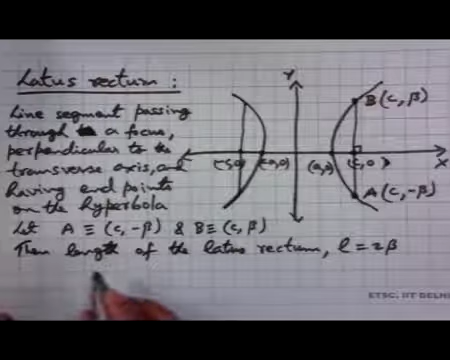 Latus rectum :
Line segment passing
through a focus,
perpendicular to the
transverse axis, and
having end points
on the hyperbola
Let A ≡ (c, -β) & B ≡ (c, β)
Then length of the latus rectum, l = 2β
Y
B (c, β)
(-c, 0) (-a, 0) (a, 0) (c, 0) X
A (c, -β)
ETSC, IIT DELHI